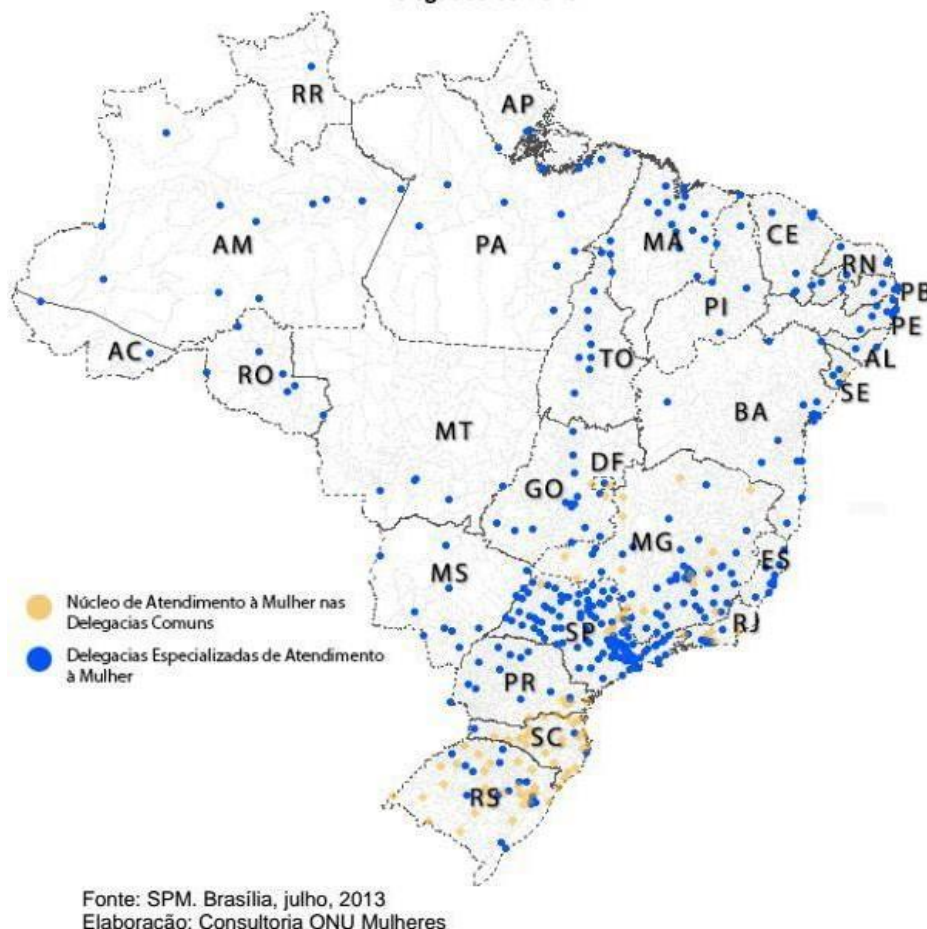 RR
AP
AM
PA
MA
CE
RN
PB
PE
PI
AL
SE
AC
RO
TO
BA
MT
DF
GO
MG
ES
MS
RJ
SP
PR
SC
RS
Núcleo de Atendimento à Mulher nas
Delegacias Comuns
Delegacias Especializadas de Atendimento
à Mulher
Fonte: SPM. Brasília, julho, 2013
Elaboração: Consultoria ONU Mulheres